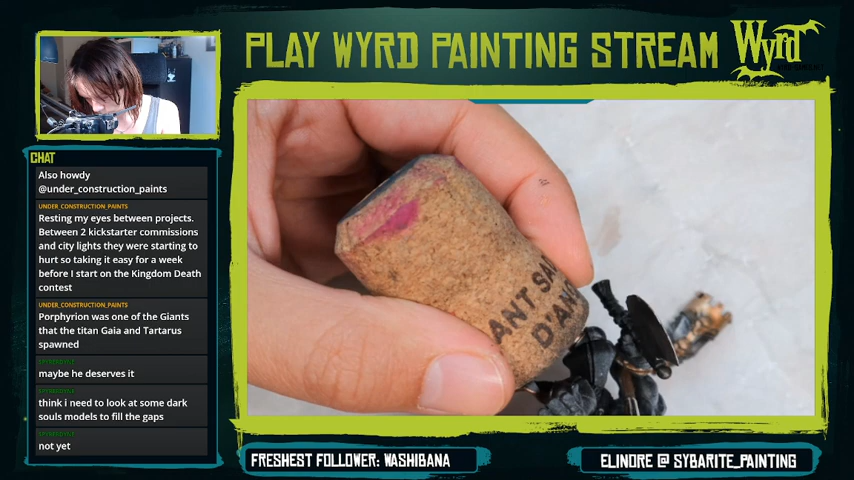 PLAY WYRD PAINTING STREAM
Wyrd
CHAT
Also howdy
@under_construction_paints
UNDER_CONSTRUCTION_PAINTS
Resting my eyes between projects.
Between 2 kickstarter commissions
and city lights they were starting to
hurt so taking it easy for a week
before I start on the Kingdom Death
contest
UNDER_CONSTRUCTION_PAINTS
Porphyrion was one of the Giants
that the titan Gaia and Tartarus
spawned
maybe he deserves it
think i need to look at some dark
souls models to fill the gaps
not yet
ANT SA
D'AN
FRESHEST FOLLOWER: WASHIBANA
ELINORE @ SYBARITE_PAINTING